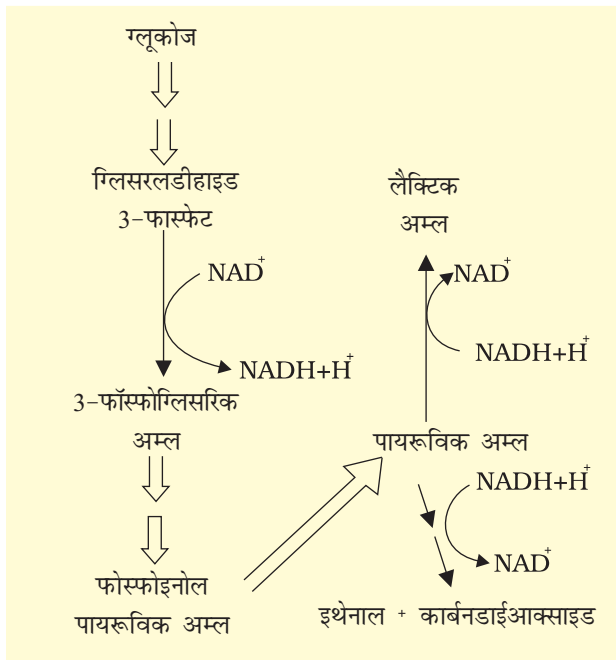 ग्लूकोज
ग्लिसरलडीहाइड
3-फास्फेट
NAD+
NADH+H+
3-फॉस्फोग्लिसरिक
अम्ल
फोस्फोइनोल
पायरूविक अम्ल
लैक्टिक
अम्ल
NAD+
NADH+H+
पायरूविक अम्ल
NADH+H+
NAD+
इथेनाल + कार्बनडाईआक्साइड